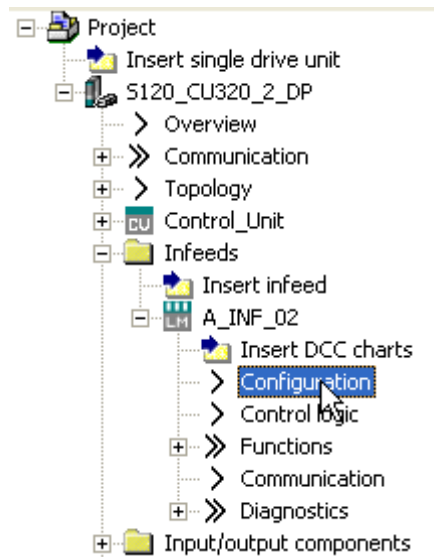 Project
Insert single drive unit
S120_CU320_2_DP
Overview
Communication
Topology
CU Control_Unit
Infeeds
Insert infeed
LM A_INF_02
Insert DCC charts
Configuration
Control logic
Functions
Communication
Diagnostics
Input/output components